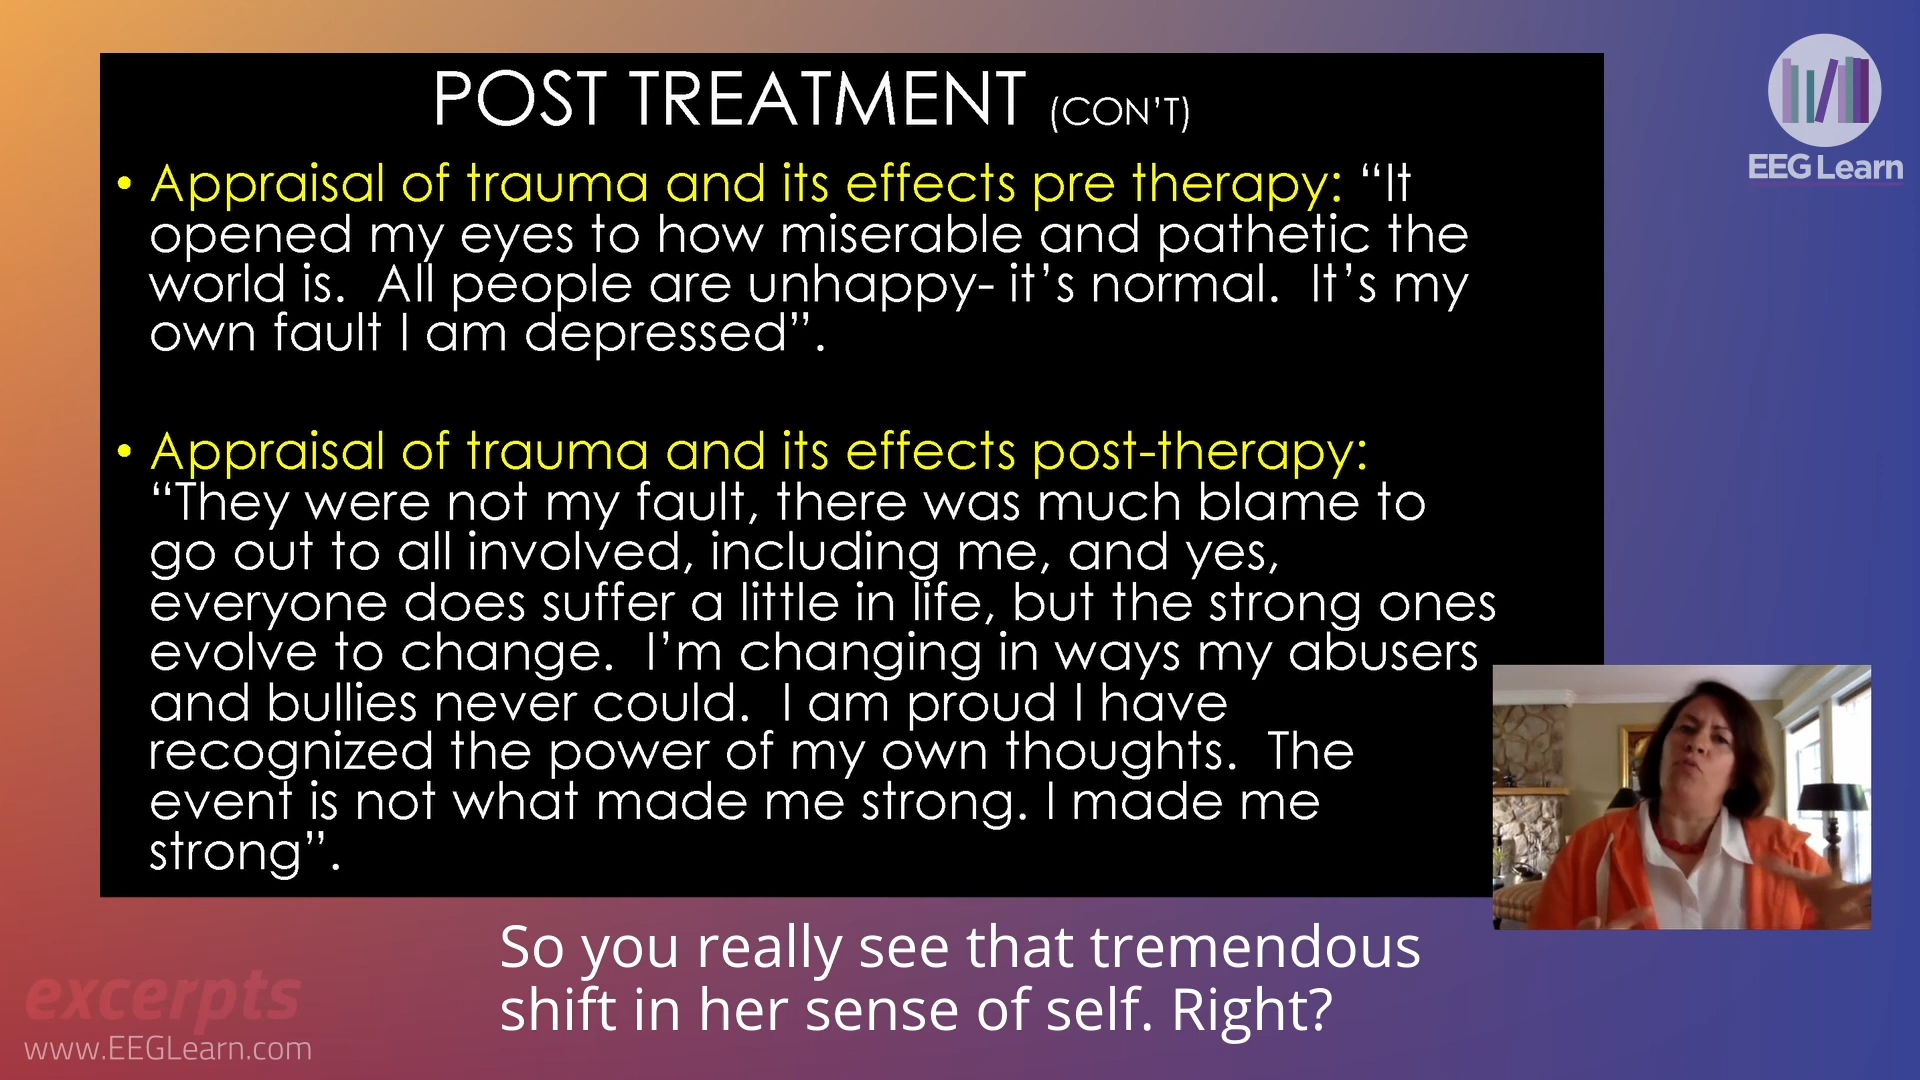 POST TREATMENT (CON'T)
• Appraisal of trauma and its effects pre therapy: “It
opened my eyes to how miserable and pathetic the
world is.  All people are unhappy- it’s normal.  It’s my
own fault I am depressed”.
• Appraisal of trauma and its effects post-therapy:
“They were not my fault, there was much blame to
go out to all involved, including me, and yes,
everyone does suffer a little in life, but the strong ones
evolve to change.  I’m changing in ways my abusers
and bullies never could.  I am proud I have
recognized the power of my own thoughts.  The
event is not what made me strong. I made me
strong”.
EEG Learn
So you really see that tremendous
shift in her sense of self. Right?
excerpts
www.EEGLearn.com